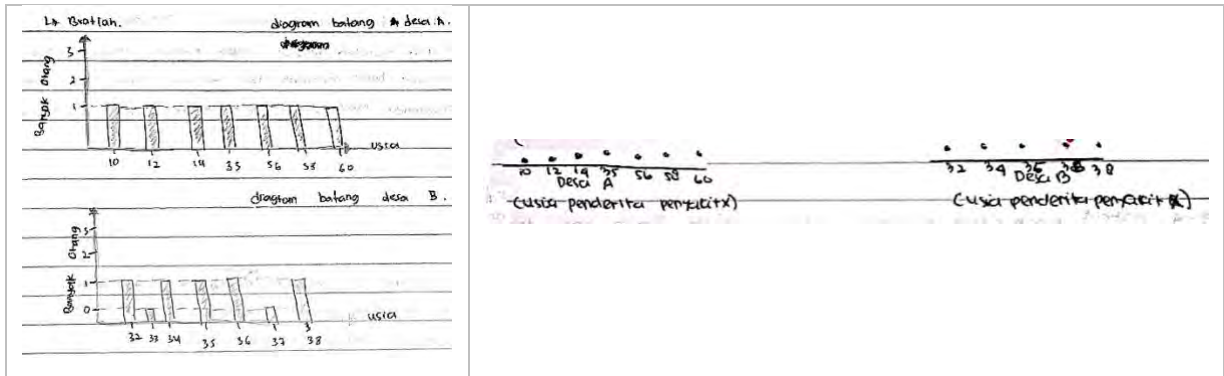 diagram batang desa A.
Banyak Orang
3
2
1
10 12 14 35 56 58 60
usia
diagram batang desa B.
Banyak Orang
3
2
1
0
32 33 34 35 36 37 38
usia
10 12 14 35 56 58 60
Desa A
(usia penderita penyakit x)
32 34 35 36 38
Desa B
(usia penderita penyakit x)